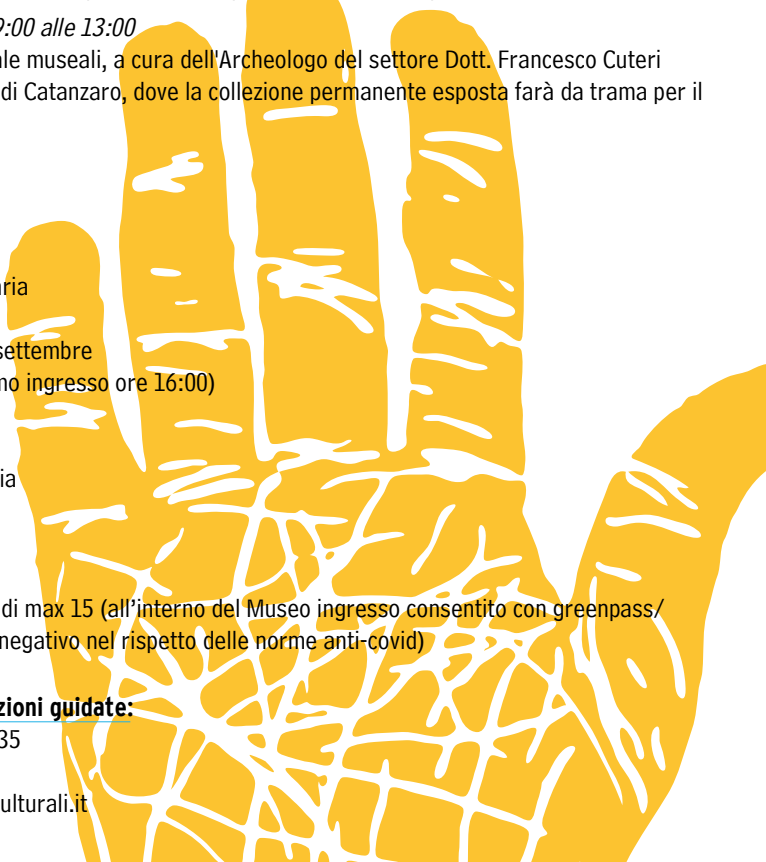 9:00 alle 13:00
ale museali, a cura dell'Archeologo del settore Dott. Francesco Cuteri
di Catanzaro, dove la collezione permanente esposta farà da trama per il
aria
settembre
mo ingresso ore 16:00)
ia
di max 15 (all’interno del Museo ingresso consentito con greenpass/
negativo nel rispetto delle norme anti-covid)
zioni guidate:
35
ulturali.it